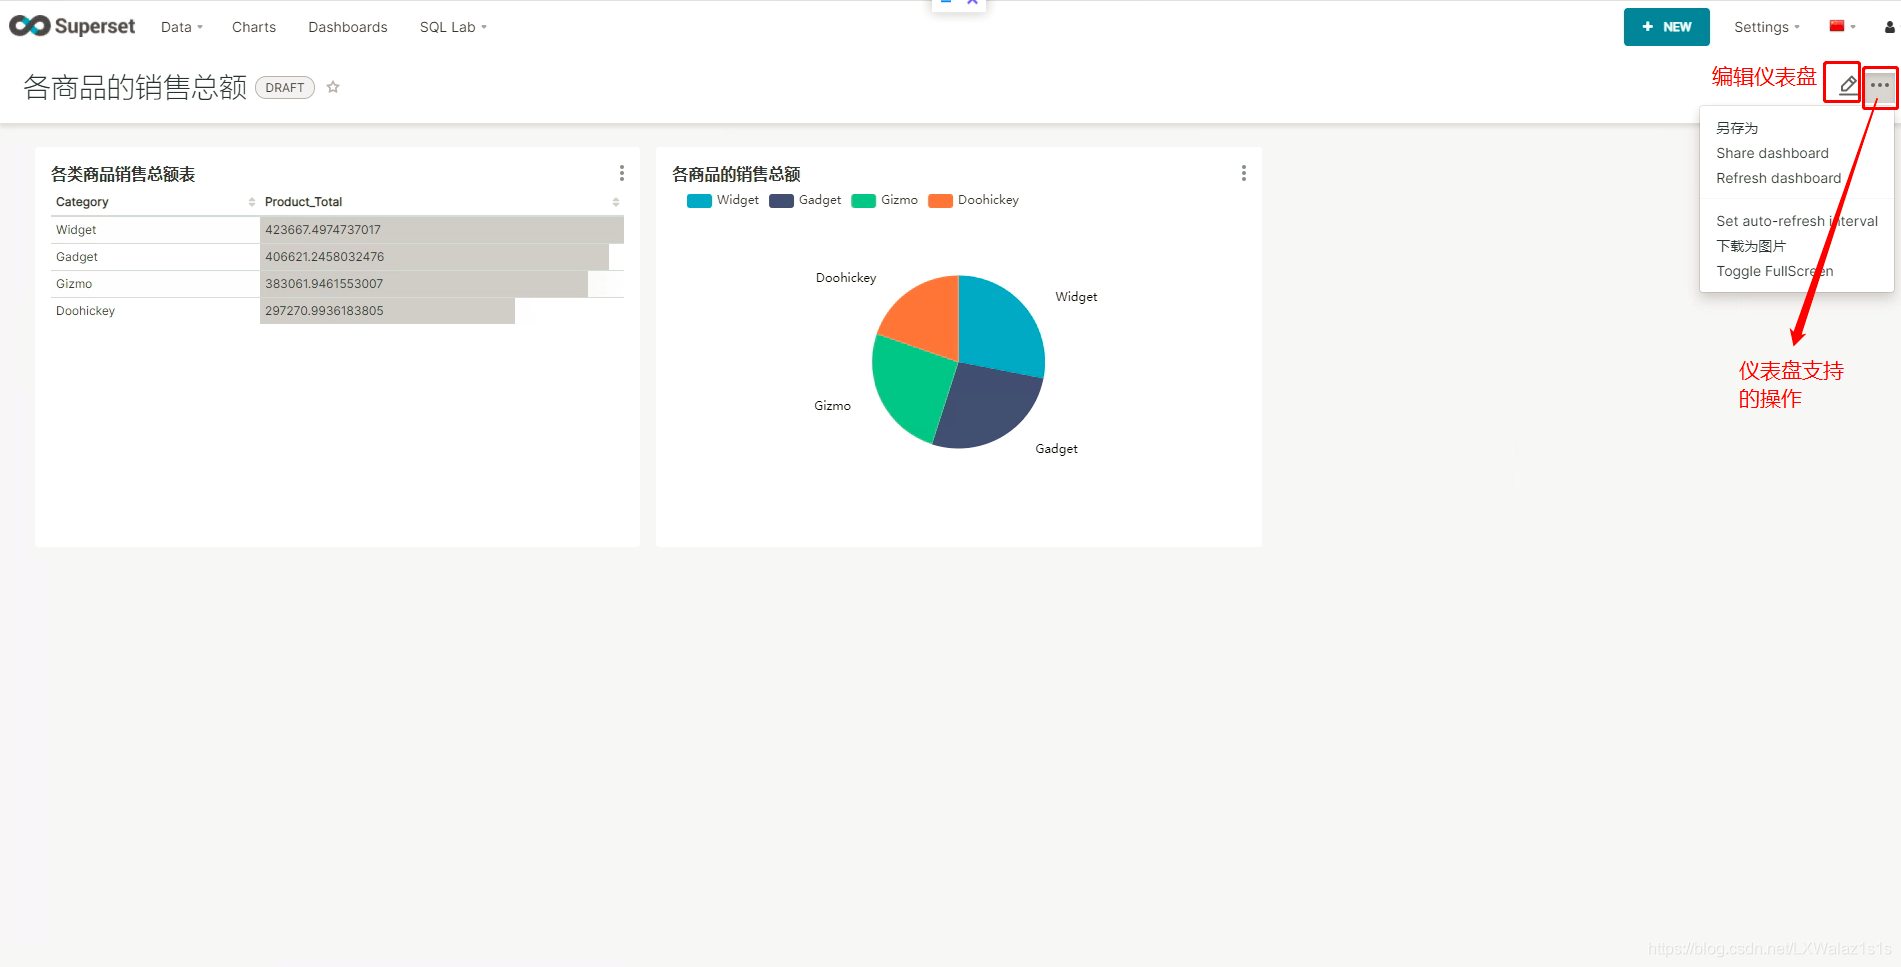 Superset
Data
Charts
Dashboards
SQL Lab
+ NEW
Settings
各商品的销售总额
DRAFT
编辑仪表盘
另存为
Share dashboard
Refresh dashboard
Set auto-refresh interval
下载为图片
Toggle FullScreen
仪表盘支持
的操作
各类商品销售总额表
Category Product_Total
Widget 423667.4974737017
Gadget 406621.2458032476
Gizmo 383061.9461553007
Doohickey 297270.9936183805
各商品的销售总额
Widget Gadget Gizmo Doohickey
Doohickey
Widget
Gizmo
Gadget
https://blog.csdn.net/LXWalaz1s1s